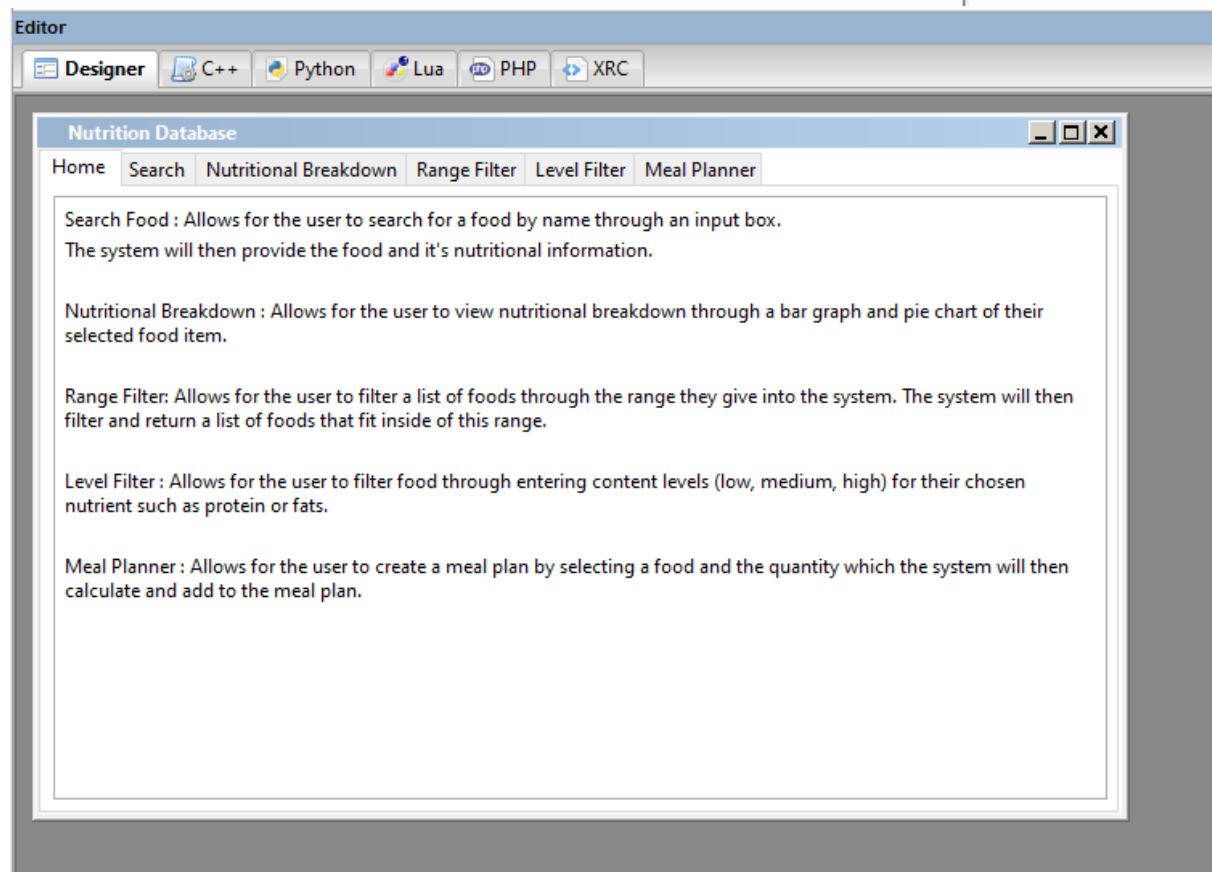 Editor
Designer C++ Python Lua PHP XRC
Nutrition Database
Home Search Nutritional Breakdown Range Filter Level Filter Meal Planner
Search Food : Allows for the user to search for a food by name through an input box.
The system will then provide the food and it's nutritional information.
Nutritional Breakdown : Allows for the user to view nutritional breakdown through a bar graph and pie chart of their
selected food item.
Range Filter: Allows for the user to filter a list of foods through the range they give into the system. The system will then
filter and return a list of foods that fit inside of this range.
Level Filter : Allows for the user to filter food through entering content levels (low, medium, high) for their chosen
nutrient such as protein or fats.
Meal Planner : Allows for the user to create a meal plan by selecting a food and the quantity which the system will then
calculate and add to the meal plan.